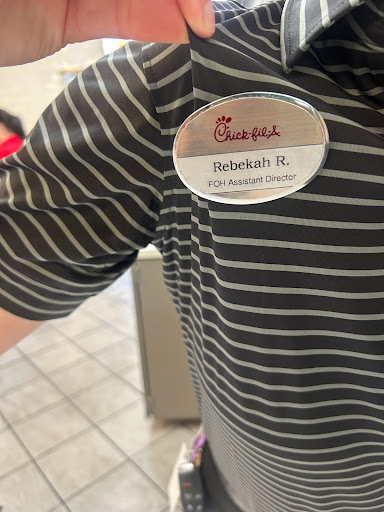 Chick-fil-A
Rebekah R.
FOH Assistant Director